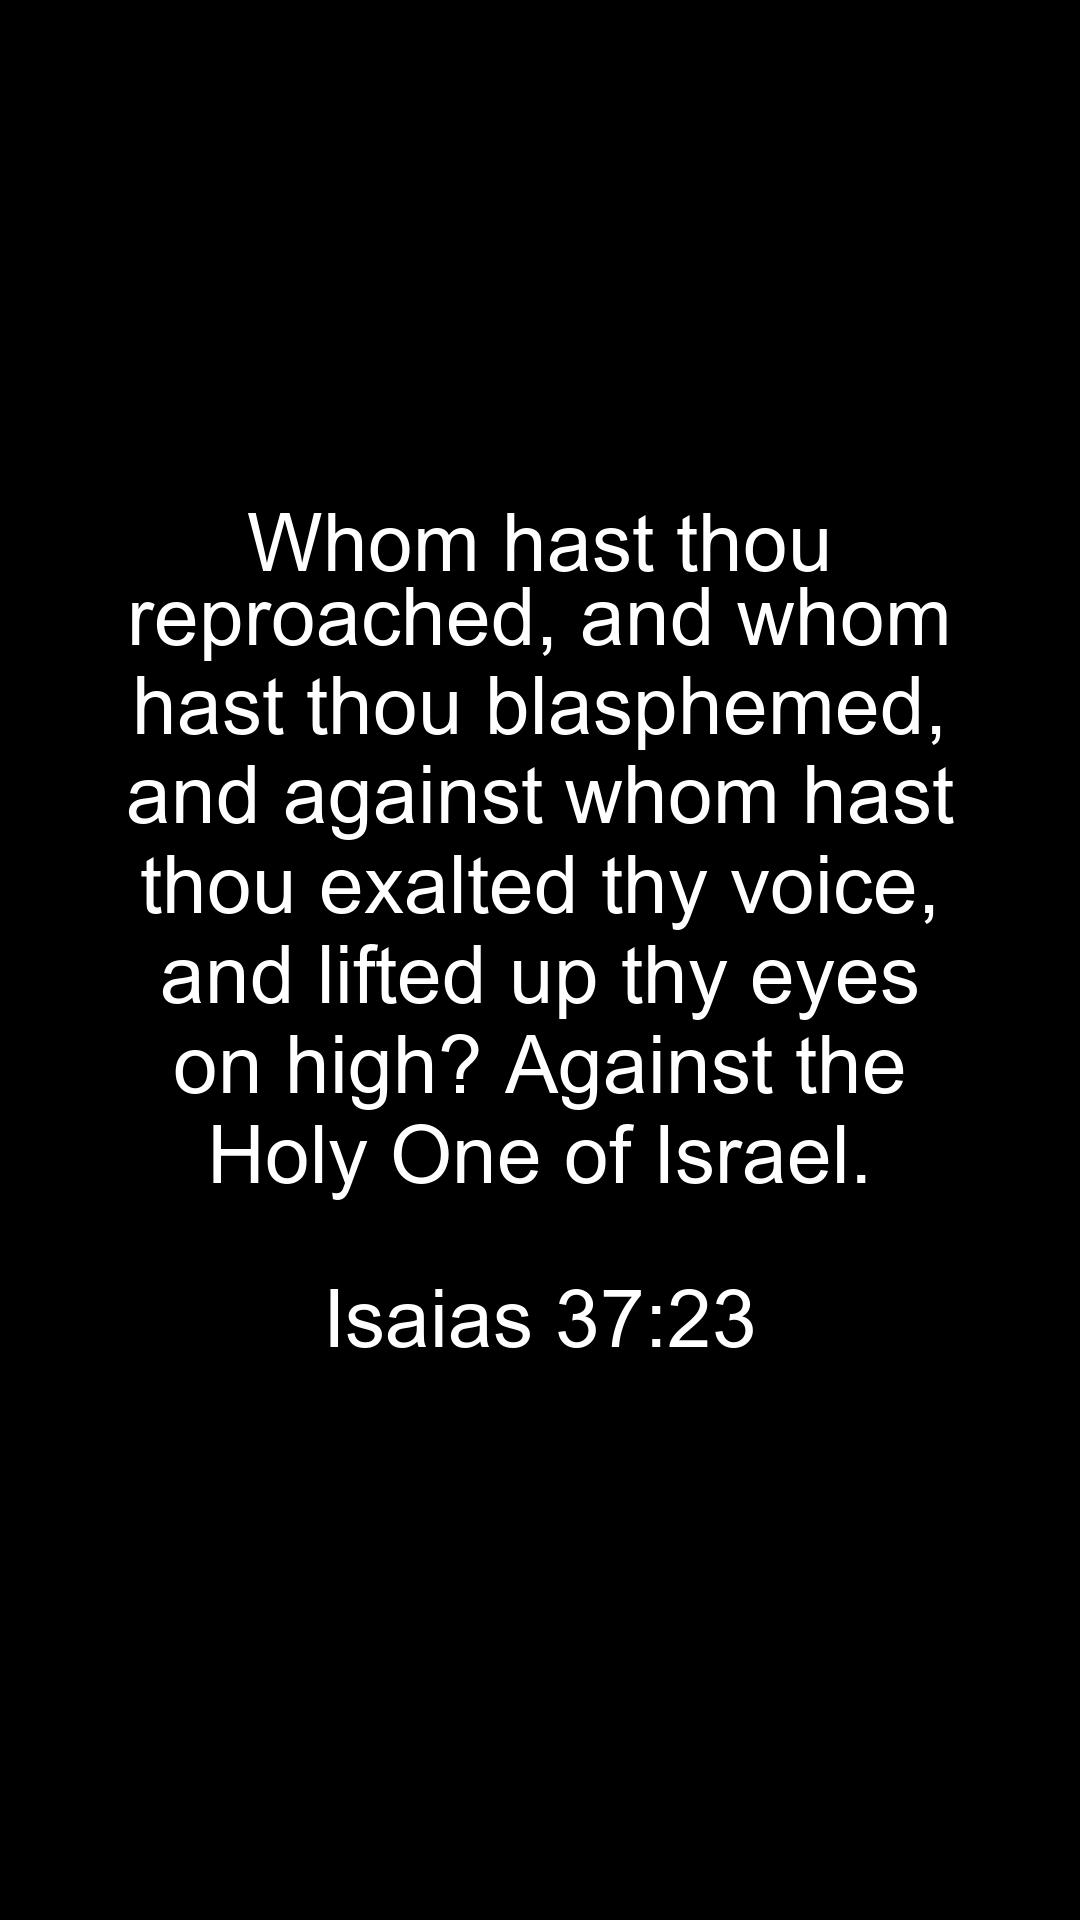 Whom hast thou
reproached, and whom
hast thou blasphemed,
and against whom hast
thou exalted thy voice,
and lifted up thy eyes
on high? Against the
Holy One of Israel.
Isaias 37:23